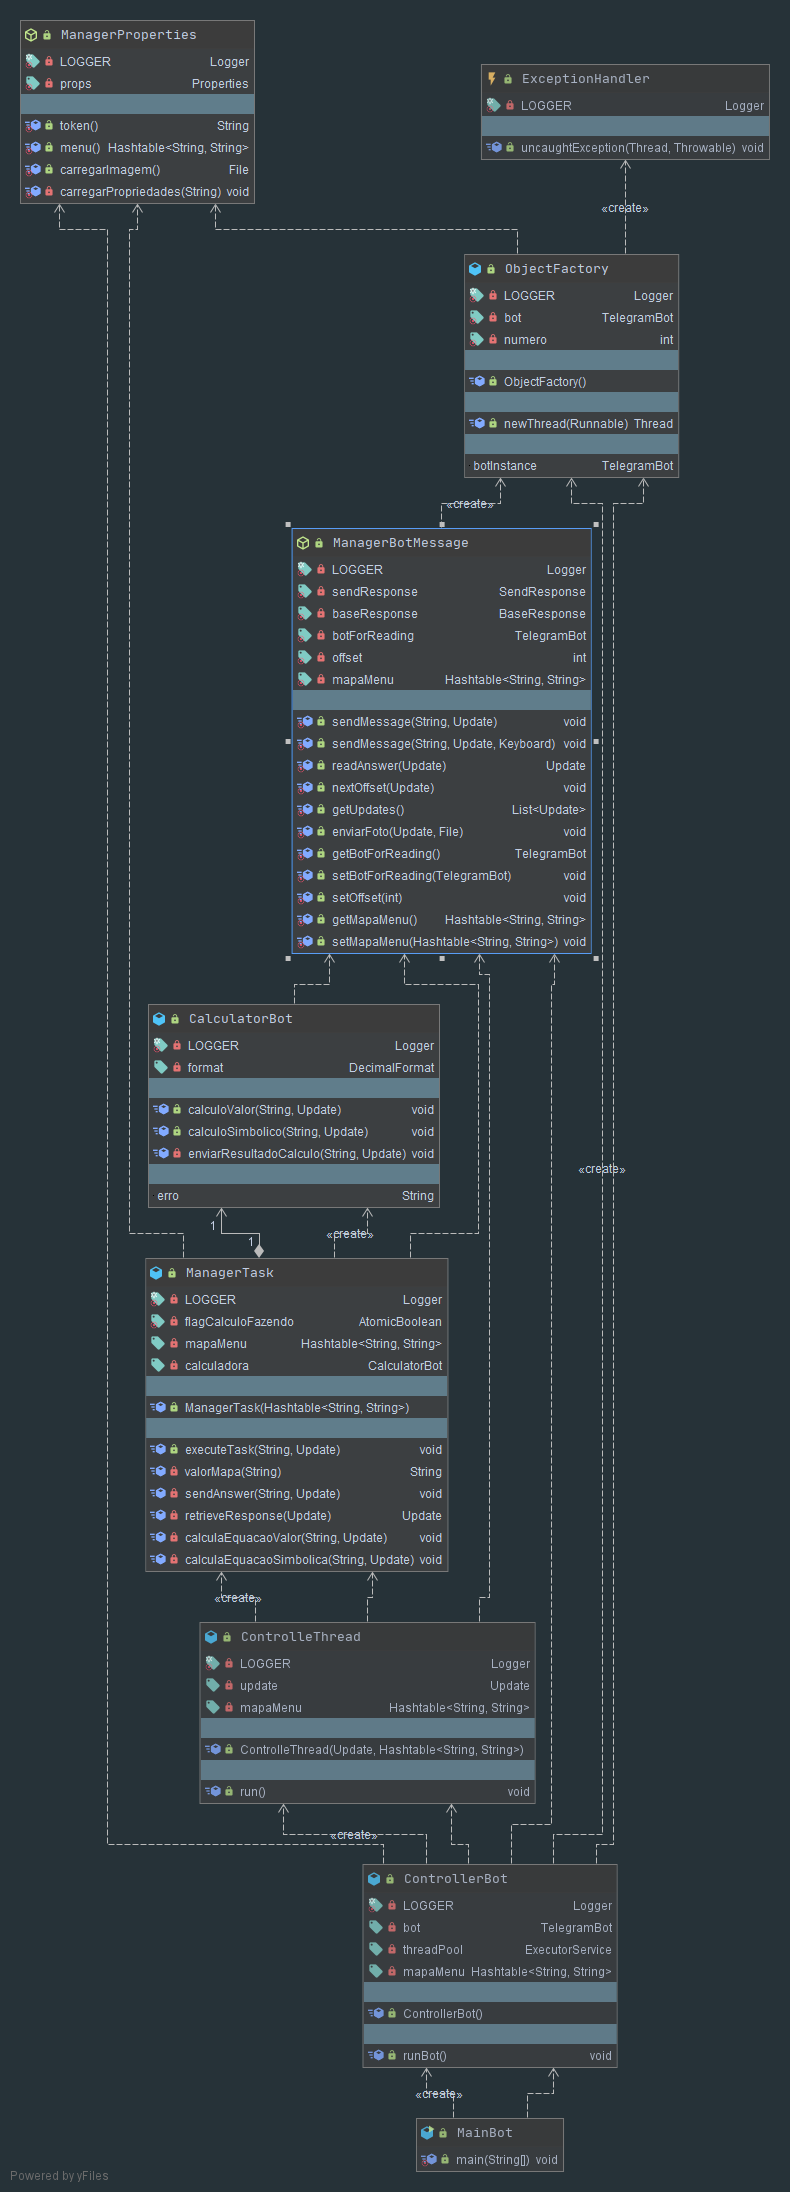 ManagerProperties
LOGGER Logger
props Properties
token() String
menu() Hashtable<String, String>
carregarImagem() File
carregarPropriedades(String) void
ExceptionHandler
LOGGER Logger
uncaughtException(Thread, Throwable) void
«create»
ObjectFactory
LOGGER Logger
bot TelegramBot
numero int
ObjectFactory()
newThread(Runnable) Thread
botInstance TelegramBot
«create»
ManagerBotMessage
LOGGER Logger
sendResponse SendResponse
baseResponse BaseResponse
botForReading TelegramBot
offset int
mapaMenu Hashtable<String, String>
sendMessage(String, Update) void
sendMessage(String, Update, Keyboard) void
readAnswer(Update) Update
nextOffset(Update) void
getUpdates() List<Update>
enviarFoto(Update, File) void
getBotForReading() TelegramBot
setBotForReading(TelegramBot) void
setOffset(int) void
getMapaMenu() Hashtable<String, String>
setMapaMenu(Hashtable<String, String>) void
CalculatorBot
LOGGER Logger
format DecimalFormat
calculoValor(String, Update) void
calculoSimbolico(String, Update) void
enviarResultadoCalculo(String, Update) void
erro String
«create»
1
1 «create»
ManagerTask
LOGGER Logger
flagCalculoFazendo AtomicBoolean
mapaMenu Hashtable<String, String>
calculadora CalculatorBot
ManagerTask(Hashtable<String, String>)
executeTask(String, Update) void
valorMapa(String) String
sendAnswer(String, Update) void
retrieveResponse(Update) Update
calculaEquacaoValor(String, Update) void
calculaEquacaoSimbolica(String, Update) void
«create»
ControlleThread
LOGGER Logger
update Update
mapaMenu Hashtable<String, String>
ControlleThread(Update, Hashtable<String, String>)
run() void
«create»
ControllerBot
LOGGER Logger
bot TelegramBot
threadPool ExecutorService
mapaMenu Hashtable<String, String>
ControllerBot()
runBot() void
«create»
MainBot
main(String[]) void
Powered by yFiles